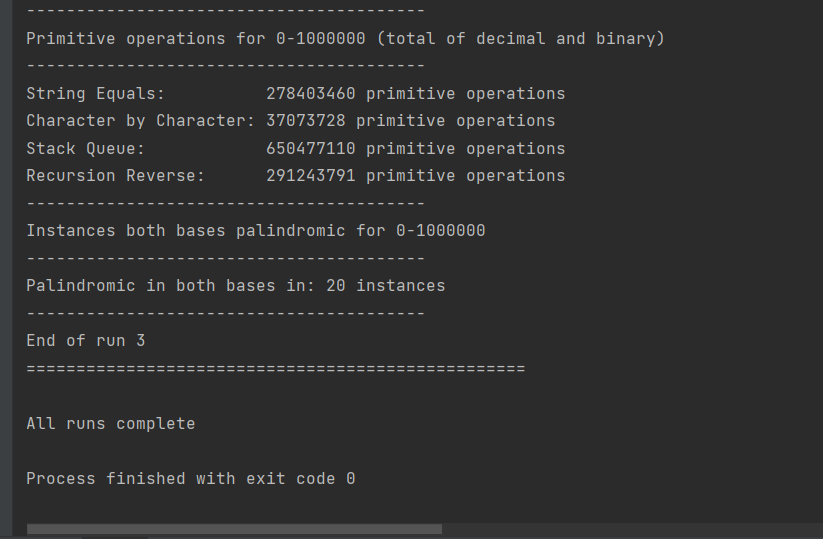 ----------------------------------------
Primitive operations for 0-1000000 (total of decimal and binary)
----------------------------------------
String Equals:          278403460 primitive operations
Character by Character: 37073728 primitive operations
Stack Queue:            650477110 primitive operations
Recursion Reverse:      291243791 primitive operations
----------------------------------------
Instances both bases palindromic for 0-1000000
----------------------------------------
Palindromic in both bases in: 20 instances
----------------------------------------
End of run 3
==================================================
All runs complete
Process finished with exit code 0